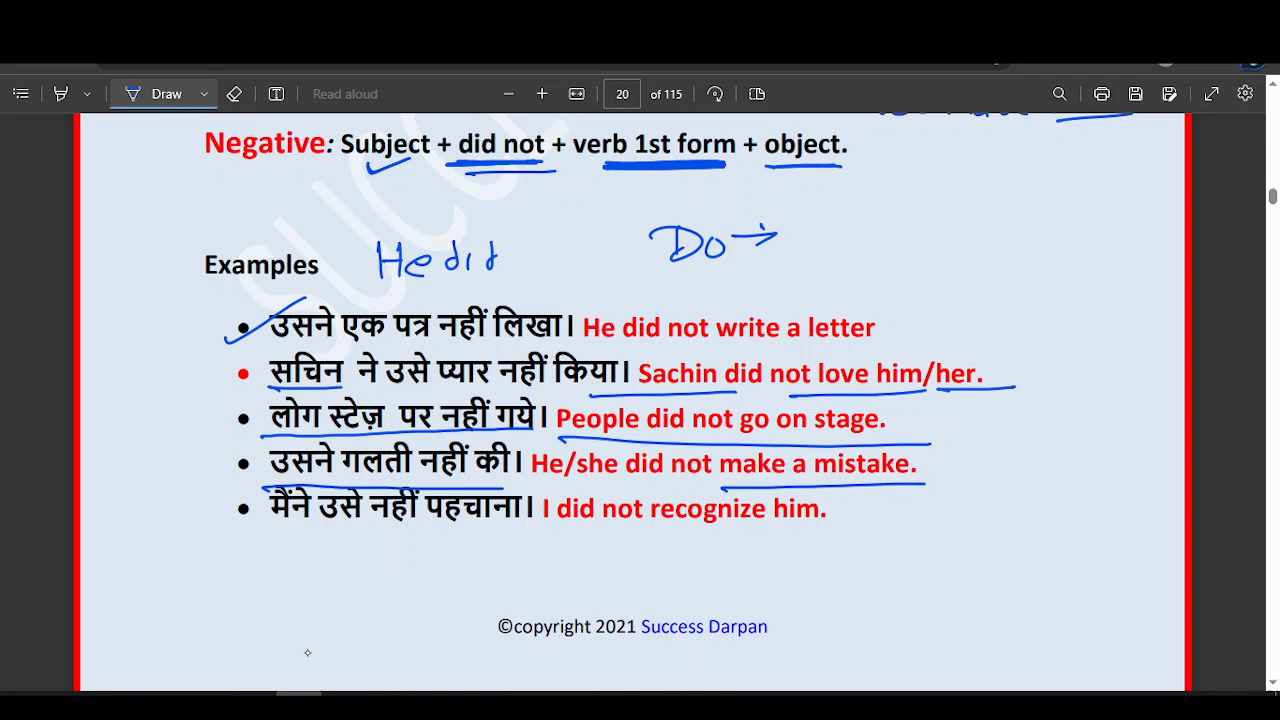 Draw
Read aloud
20 of 115
Negative: Subject + did not + verb 1st form + object.
Examples He did Do →
• उसने एक पत्र नहीं लिखा। He did not write a letter
• सचिन ने उसे प्यार नहीं किया। Sachin did not love him/her.
• लोग स्टेज़ पर नहीं गये। People did not go on stage.
• उसने गलती नहीं की। He/she did not make a mistake.
• मैंने उसे नहीं पहचाना। I did not recognize him.
©copyright 2021 Success Darpan